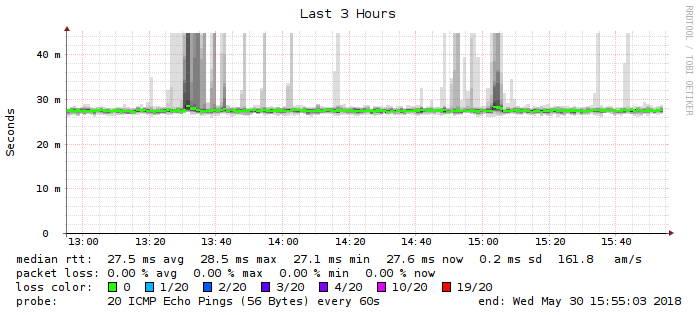 Last 3 Hours
RRDTOOL / TOBI OETIKER
Seconds
40 m
30 m
20 m
10 m
0
13:00 13:20 13:40 14:00 14:20 14:40 15:00 15:20 15:40
median rtt: 27.5 ms avg 28.5 ms max 27.1 ms min 27.6 ms now 0.2 ms sd 161.8 am/s
packet loss: 0.00 % avg 0.00 % max 0.00 % min 0.00 % now
loss color: 0 1/20 2/20 3/20 4/20 10/20 19/20
probe: 20 ICMP Echo Pings (56 Bytes) every 60s end: Wed May 30 15:55:03 2018